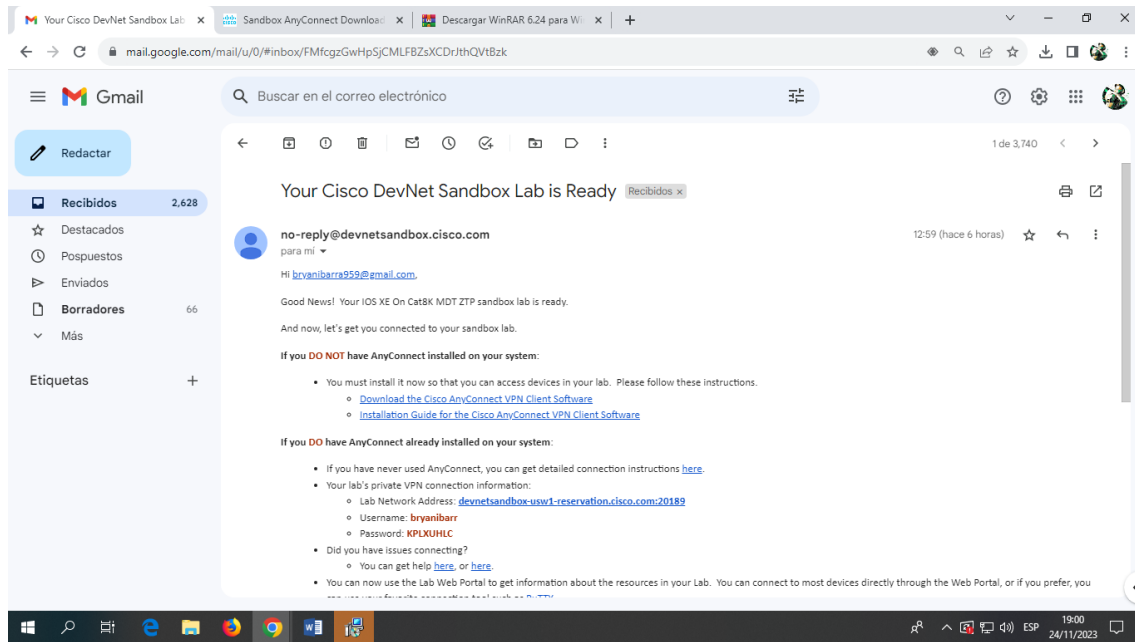 Your Cisco DevNet Sandbox Lab
Sandbox AnyConnect Download
Descargar WinRAR 6.24 para Wi
mail.google.com/mail/u/0/#inbox/FMfcgzGwHpSjCMLFBZsXCDrJthQVtBzk
Gmail
Buscar en el correo electrónico
Redactar
1 de 3,740
Recibidos 2,628
Destacados
Pospuestos
Enviados
Borradores 66
Más
Etiquetas
Your Cisco DevNet Sandbox Lab is Ready Recibidos x
no-reply@devnetsandbox.cisco.com 12:59 (hace 6 horas)
para mí
Hi bryanibarra959@gmail.com,
Good News! Your IOS XE On Cat8K MDT ZTP sandbox lab is ready.
And now, let's get you connected to your sandbox lab.
If you DO NOT have AnyConnect installed on your system:
You must install it now so that you can access devices in your lab. Please follow these instructions.
Download the Cisco AnyConnect VPN Client Software
Installation Guide for the Cisco AnyConnect VPN Client Software
If you DO have AnyConnect already installed on your system:
If you have never used AnyConnect, you can get detailed connection instructions here.
Your lab's private VPN connection information:
Lab Network Address: devnetsandbox-usw1-reservation.cisco.com:20189
Username: bryanibarr
Password: KPLXUHLC
Did you have issues connecting?
You can get help here, or here.
You can now use the Lab Web Portal to get information about the resources in your Lab. You can connect to most devices directly through the Web Portal, or if you prefer, you
can use your favorite connection tool such as PuTTY.
ESP
19:00
24/11/2023